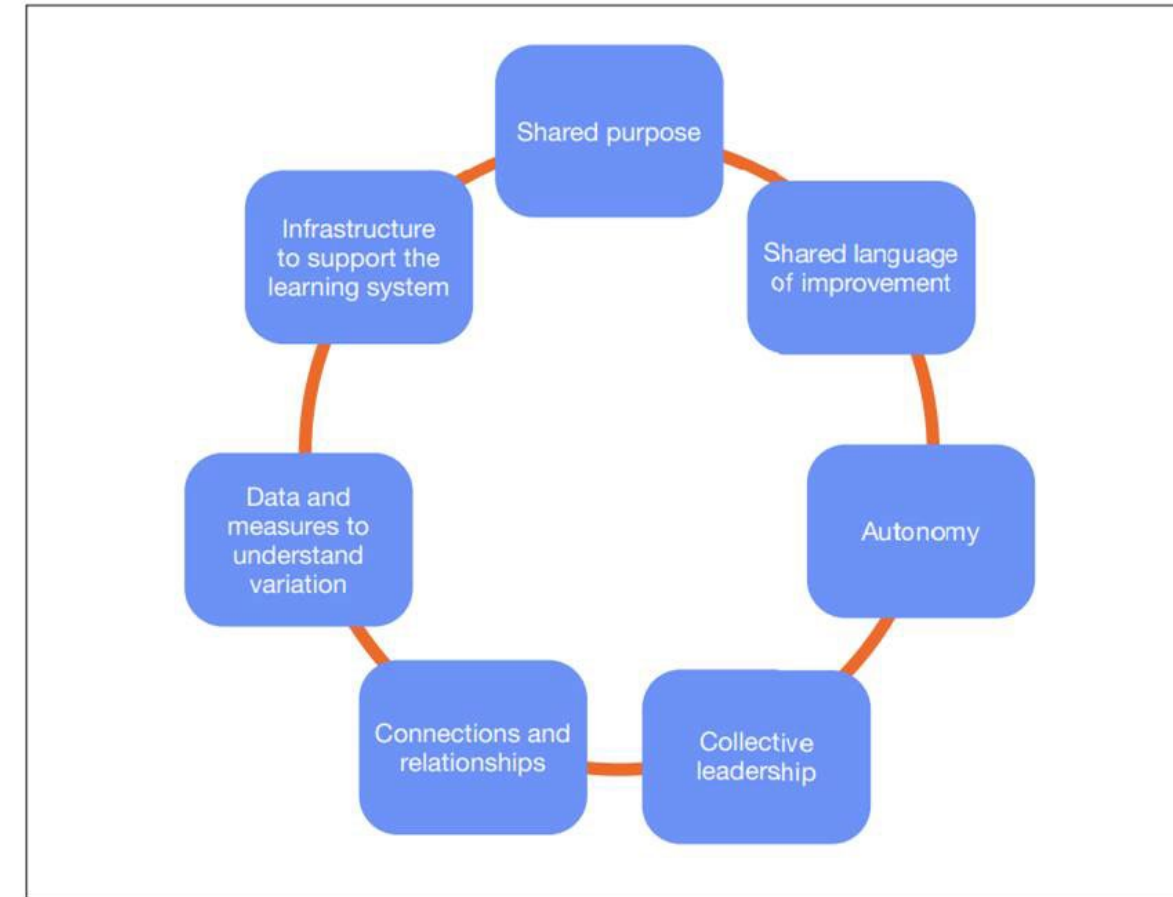 Shared purpose
Shared language
of improvement
Autonomy
Collective
leadership
Connections and
relationships
Data and
measures to
understand
variation
Infrastructure
to support the
learning system